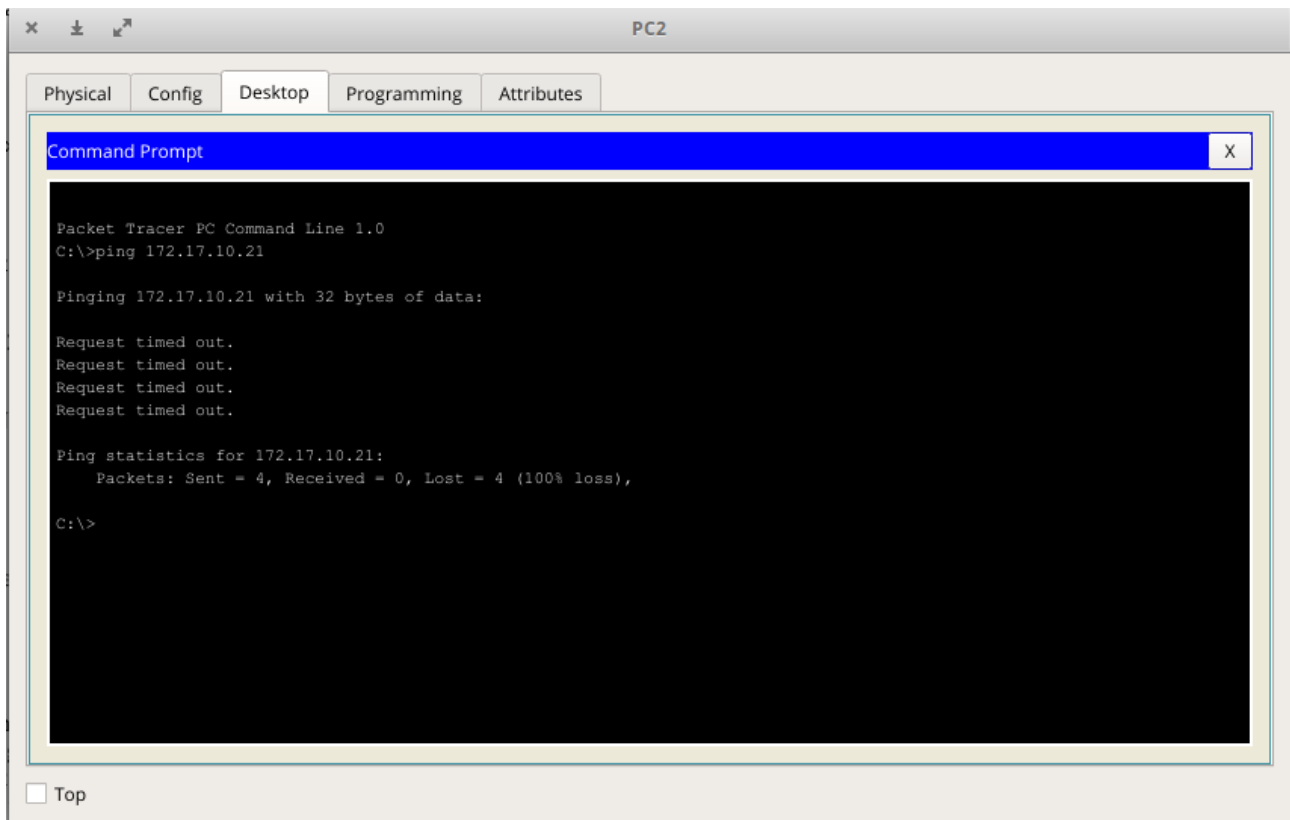 PC2
Physical Config Desktop Programming Attributes
Command Prompt X
Packet Tracer PC Command Line 1.0
C:\>ping 172.17.10.21
Pinging 172.17.10.21 with 32 bytes of data:
Request timed out.
Request timed out.
Request timed out.
Request timed out.
Ping statistics for 172.17.10.21:
Packets: Sent = 4, Received = 0, Lost = 4 (100% loss),
C:\>
Top